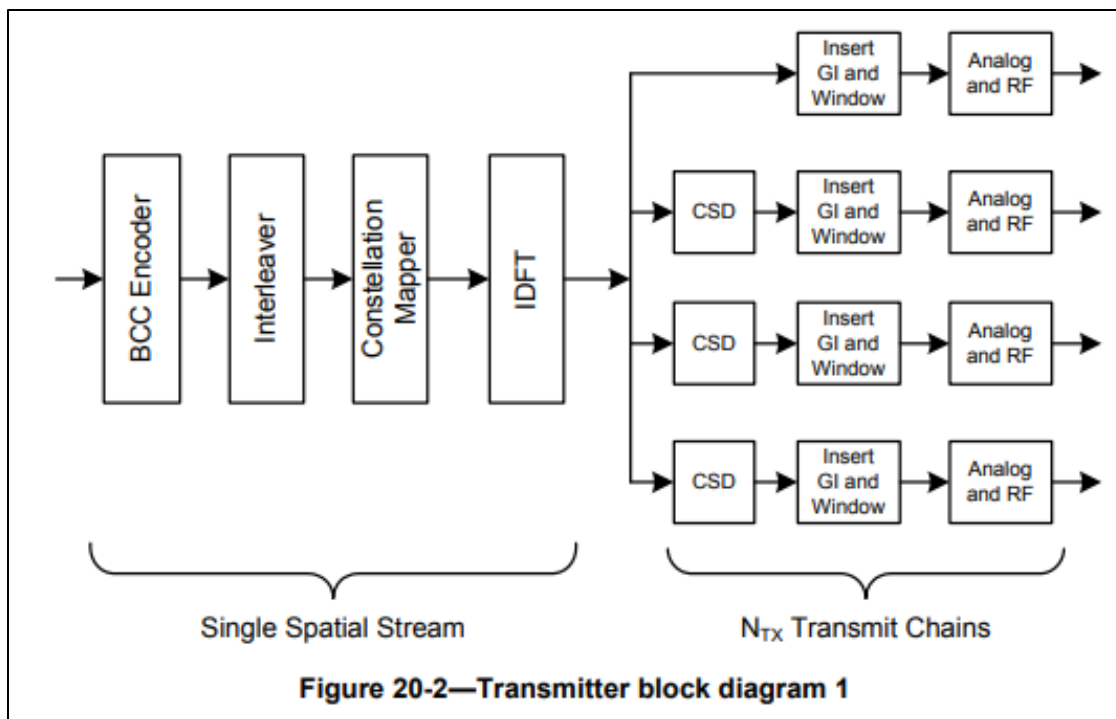 Insert
GI and
Window
Analog
and RF
BCC Encoder
Interleaver
Constellation
Mapper
IDFT
CSD
Insert
GI and
Window
Analog
and RF
CSD
Insert
GI and
Window
Analog
and RF
CSD
Insert
GI and
Window
Analog
and RF
Single Spatial Stream
NTX Transmit Chains
Figure 20-2—Transmitter block diagram 1